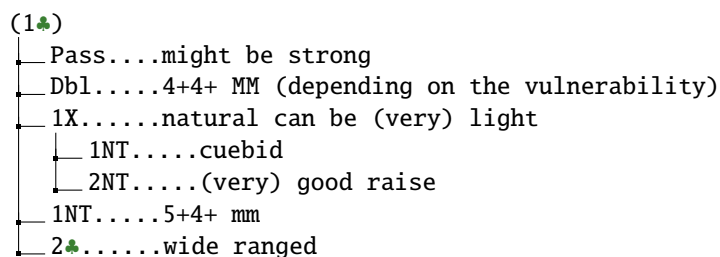 (1♣)
Pass....might be strong
Dbl.....4+4+ MM (depending on the vulnerability)
1X......natural can be (very) light
1NT.....cuebid
2NT.....(very) good raise
1NT.....5+4+ mm
2♣......wide ranged